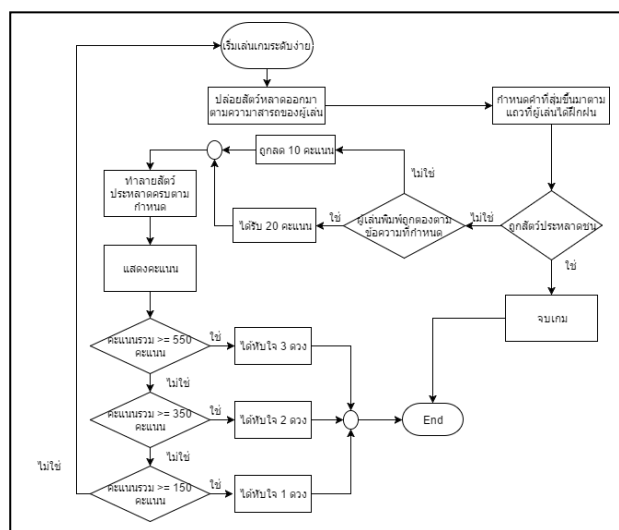 เริ่มเล่นเกมระดับง่าย
ปล่อยสัตว์หลาดออกมา
ตามความาสารถของผู้เล่น
กำหนดคำที่สุ่มขึ้นมาตาม
แถวที่ผู้เล่นได้ฝึกฝน
ถูกลด 10 คะแนน
ไม่ใช่
ทำลายสัตว์
ประหลาดครบตาม
กำหนด
ได้รับ 20 คะแนน
ใช่
ผู้เล่นพิมพ์ถูกตองตาม
ข้อความที่กำหนด
ไม่ใช่
ถูกสัตว์ประหลาดชน
ใช่
แสดงคะแนน
จบเกม
คะแนนรวม >= 550
คะแนน
ใช่
ได้หับใจ 3 ดวง
ไม่ใช่
คะแนนรวม >= 350
คะแนน
ใช่
ได้หับใจ 2 ดวง
End
ไม่ใช่
ไม่ใช่
คะแนนรวม >= 150
คะแนน
ใช่
ได้หับใจ 1 ดวง